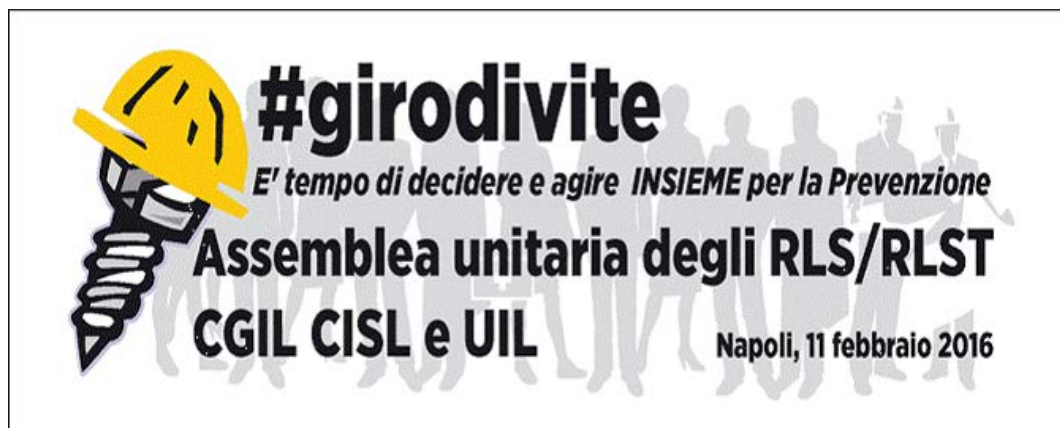 #girodivite
E' tempo di decidere e agire INSIEME per la Prevenzione
Assemblea unitaria degli RLS/RLST
CGIL CISL e UIL
Napoli, 11 febbraio 2016